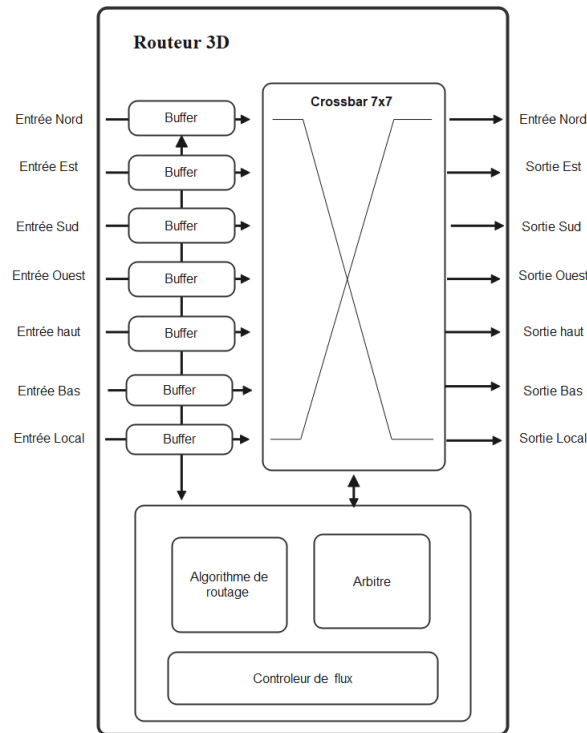 Routeur 3D
Crossbar 7x7
Entrée Nord
Buffer
Entrée Nord
Entrée Est
Buffer
Sortie Est
Entrée Sud
Buffer
Sortie Sud
Entrée Ouest
Buffer
Sortie Ouest
Entrée haut
Buffer
Sortie haut
Entrée Bas
Buffer
Sortie Bas
Entrée Local
Buffer
Sortie Local
Algorithme de
routage
Arbitre
Controleur de flux